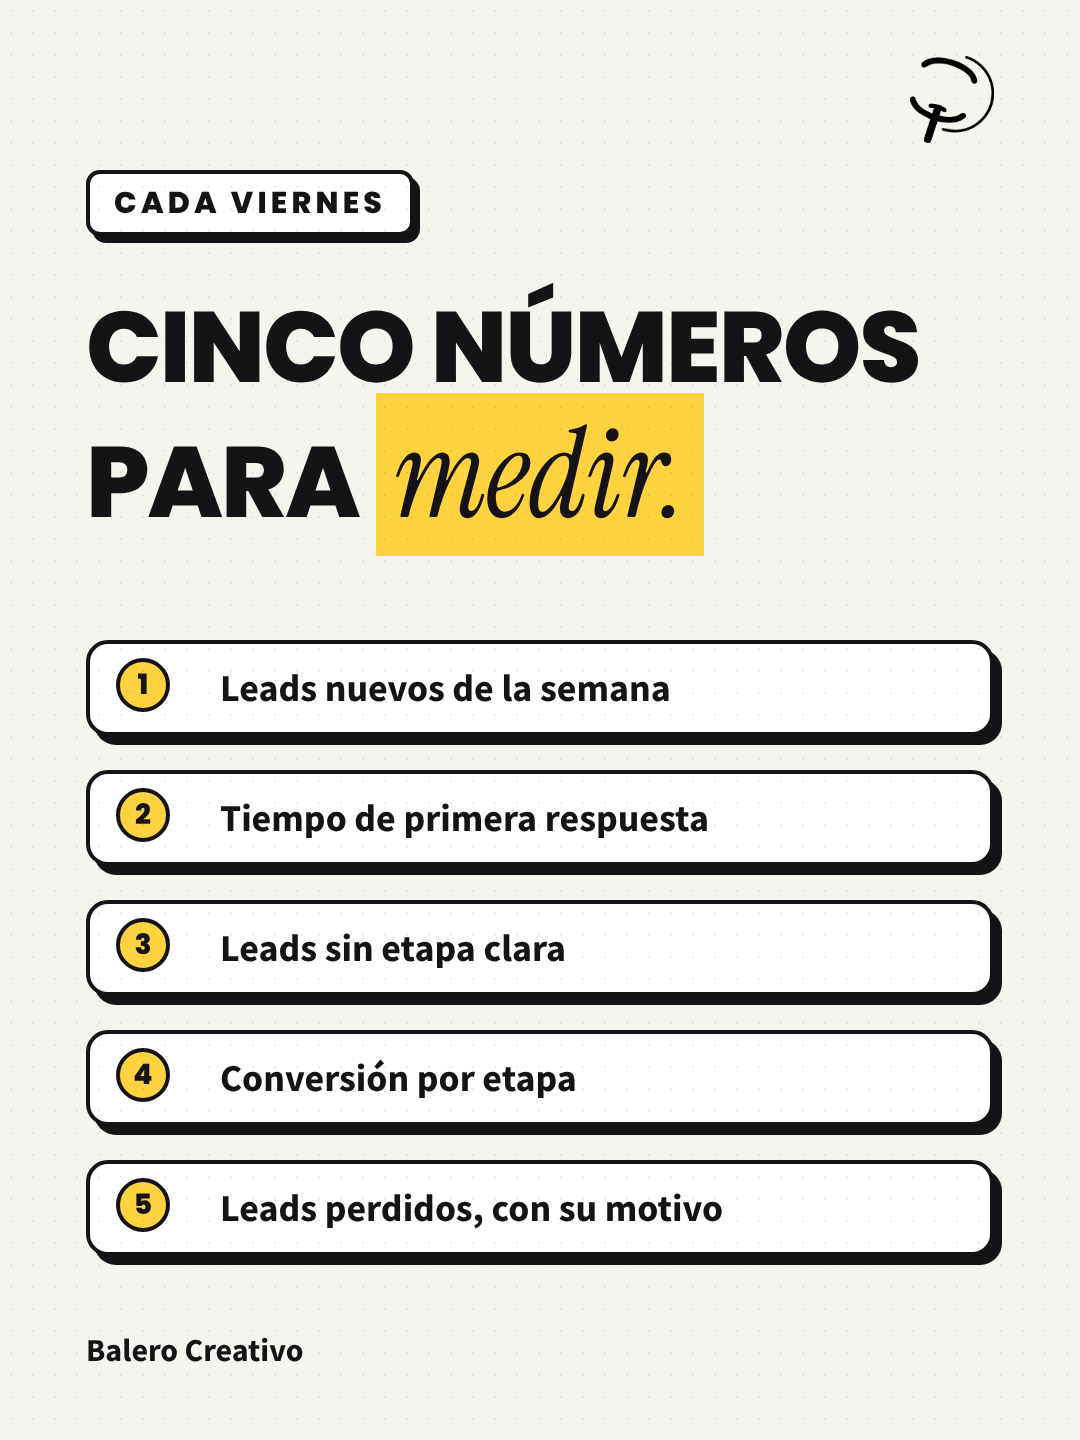 CADA VIERNES
CINCO NÚMEROS
PARA medir.
1 Leads nuevos de la semana
2 Tiempo de primera respuesta
3 Leads sin etapa clara
4 Conversión por etapa
5 Leads perdidos, con su motivo
Balero Creativo